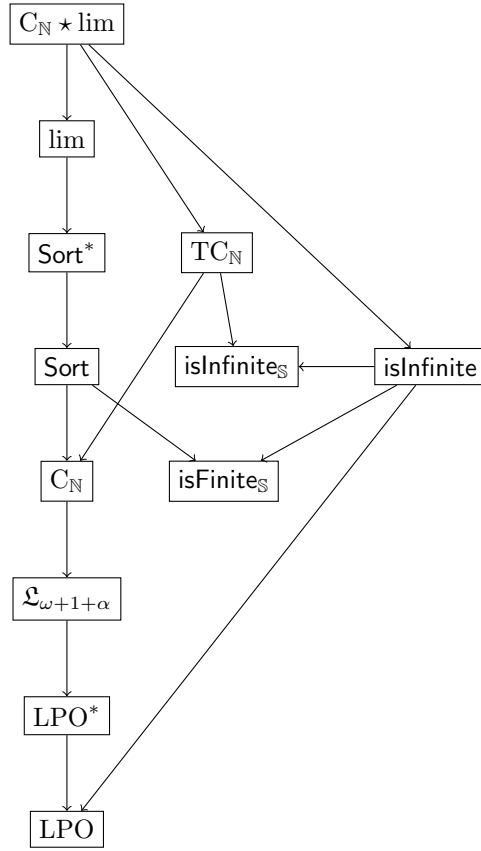 C_ℕ ⋆ lim
lim
Sort*
TC_ℕ
Sort
isInfinite_𝕊
isInfinite
C_ℕ
isFinite_𝕊
𝔏_{ω+1+α}
LPO*
LPO